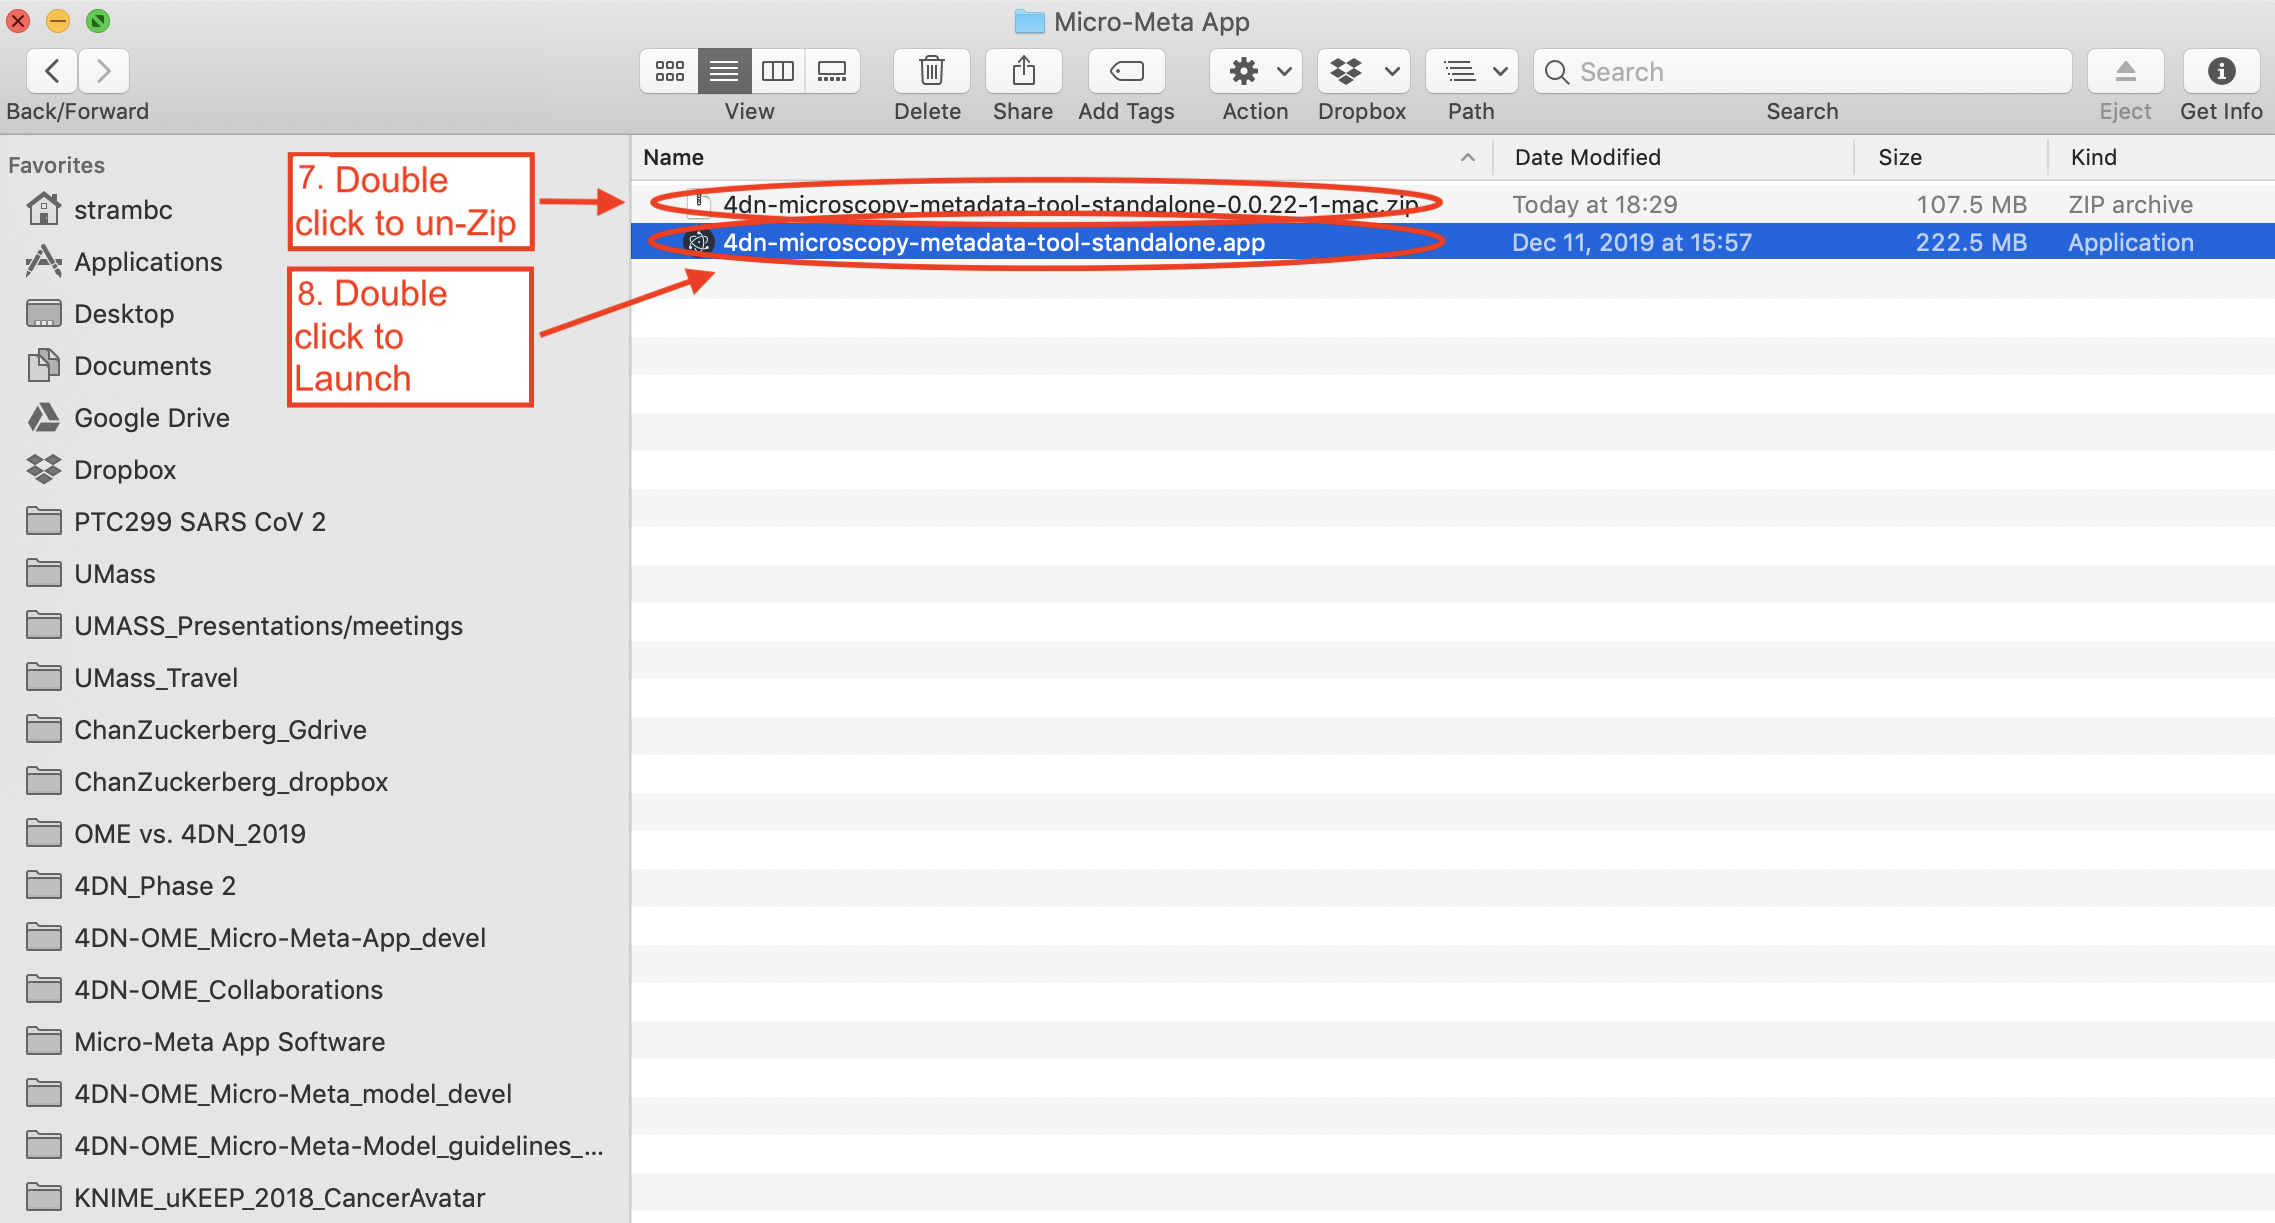 Micro-Meta App
Back/Forward
View
Delete
Share
Add Tags
Action
Dropbox
Path
Search
Search
Eject
Get Info
Favorites
strambc
Applications
Desktop
Documents
Google Drive
Dropbox
PTC299 SARS CoV 2
UMass
UMASS_Presentations/meetings
UMass_Travel
ChanZuckerberg_Gdrive
ChanZuckerberg_dropbox
OME vs. 4DN_2019
4DN_Phase 2
4DN-OME_Micro-Meta-App_devel
4DN-OME_Collaborations
Micro-Meta App Software
4DN-OME_Micro-Meta_model_devel
4DN-OME_Micro-Meta-Model_guidelines_...
KNIME_uKEEP_2018_CancerAvatar
7. Double
click to un-Zip
8. Double
click to
Launch
Name Date Modified Size Kind
4dn-microscopy-metadata-tool-standalone-0.0.22-1-mac.zip Today at 18:29 107.5 MB ZIP archive
4dn-microscopy-metadata-tool-standalone.app Dec 11, 2019 at 15:57 222.5 MB Application